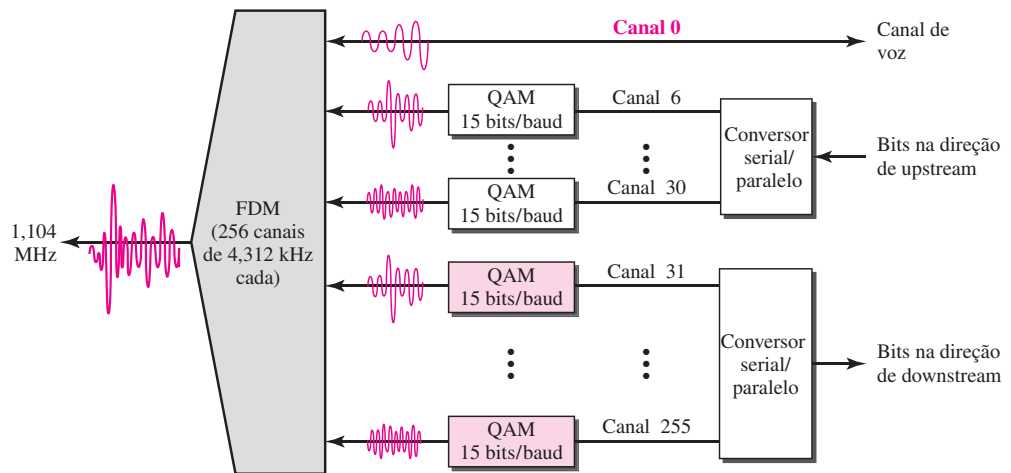 Canal 0
Canal de
voz
QAM
15 bits/baud
Canal 6
Conversor
serial/
paralelo
Bits na direção
de upstream
QAM
15 bits/baud
Canal 30
1,104
MHz
FDM
(256 canais
de 4,312 kHz
cada)
QAM
15 bits/baud
Canal 31
Conversor
serial/
paralelo
Bits na direção
de downstream
QAM
15 bits/baud
Canal 255